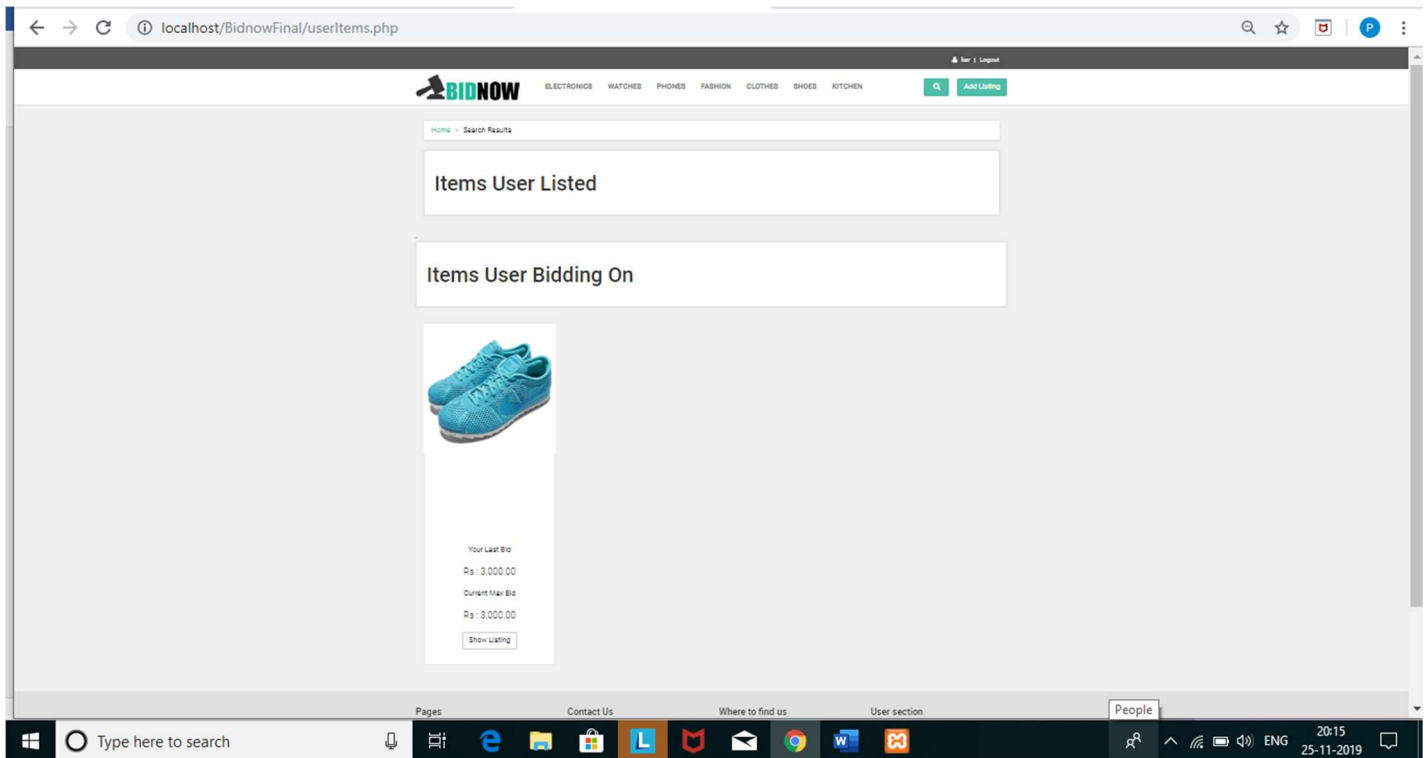 localhost/BidnowFinal/userItems.php
P
| Logout
BIDNOW
ELECTRONICS WATCHES PHONES FASHION CLOTHES SHOES KITCHEN
Add Listing
Home > Search Results
Items User Listed
Items User Bidding On
Your Last Bid
Rs : 3,000.00
Current Max Bid
Rs : 3,000.00
Show Listing
Pages Contact Us Where to find us User section
People
Type here to search
L
W
ENG
20:15
25-11-2019